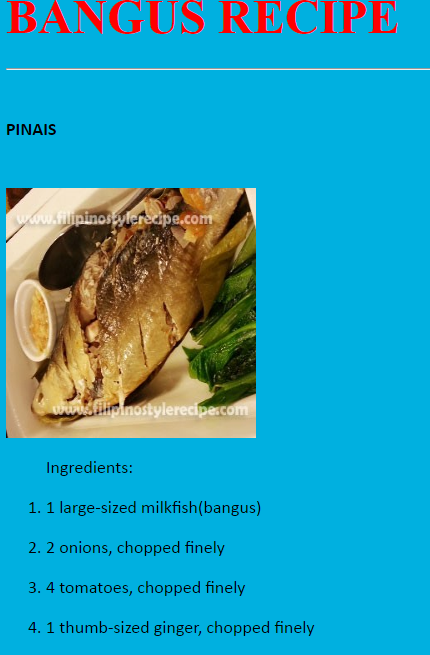 BANGUS RECIPE
PINAIS
www.filipinostylerecipe.com
www.filipinostylerecipe.com
Ingredients:
1. 1 large-sized milkfish(bangus)
2. 2 onions, chopped finely
3. 4 tomatoes, chopped finely
4. 1 thumb-sized ginger, chopped finely